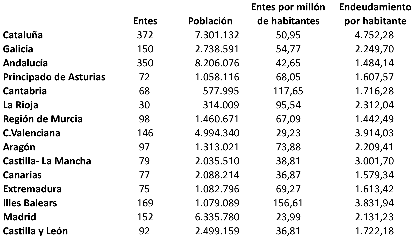 Entes Población Entes por millón de habitantes Endeudamiento por habitante
Cataluña 372 7.301.132 50,95 4.752,28
Galicia 150 2.738.591 54,77 2.249,70
Andalucía 350 8.206.076 42,65 1.484,14
Principado de Asturias 72 1.058.116 68,05 1.607,57
Cantabria 68 577.995 117,65 1.716,28
La Rioja 30 314.009 95,54 2.312,04
Región de Murcia 98 1.460.671 67,09 1.442,49
C.Valenciana 146 4.994.340 29,23 3.914,03
Aragón 97 1.313.021 73,88 2.209,41
Castilla- La Mancha 79 2.035.510 38,81 3.001,70
Canarias 77 2.088.214 36,87 1.579,34
Extremadura 75 1.082.796 69,27 1.613,42
Illes Balears 169 1.079.089 156,61 3.831,94
Madrid 152 6.335.780 23,99 2.131,23
Castilla y León 92 2.499.159 36,81 1.722,18